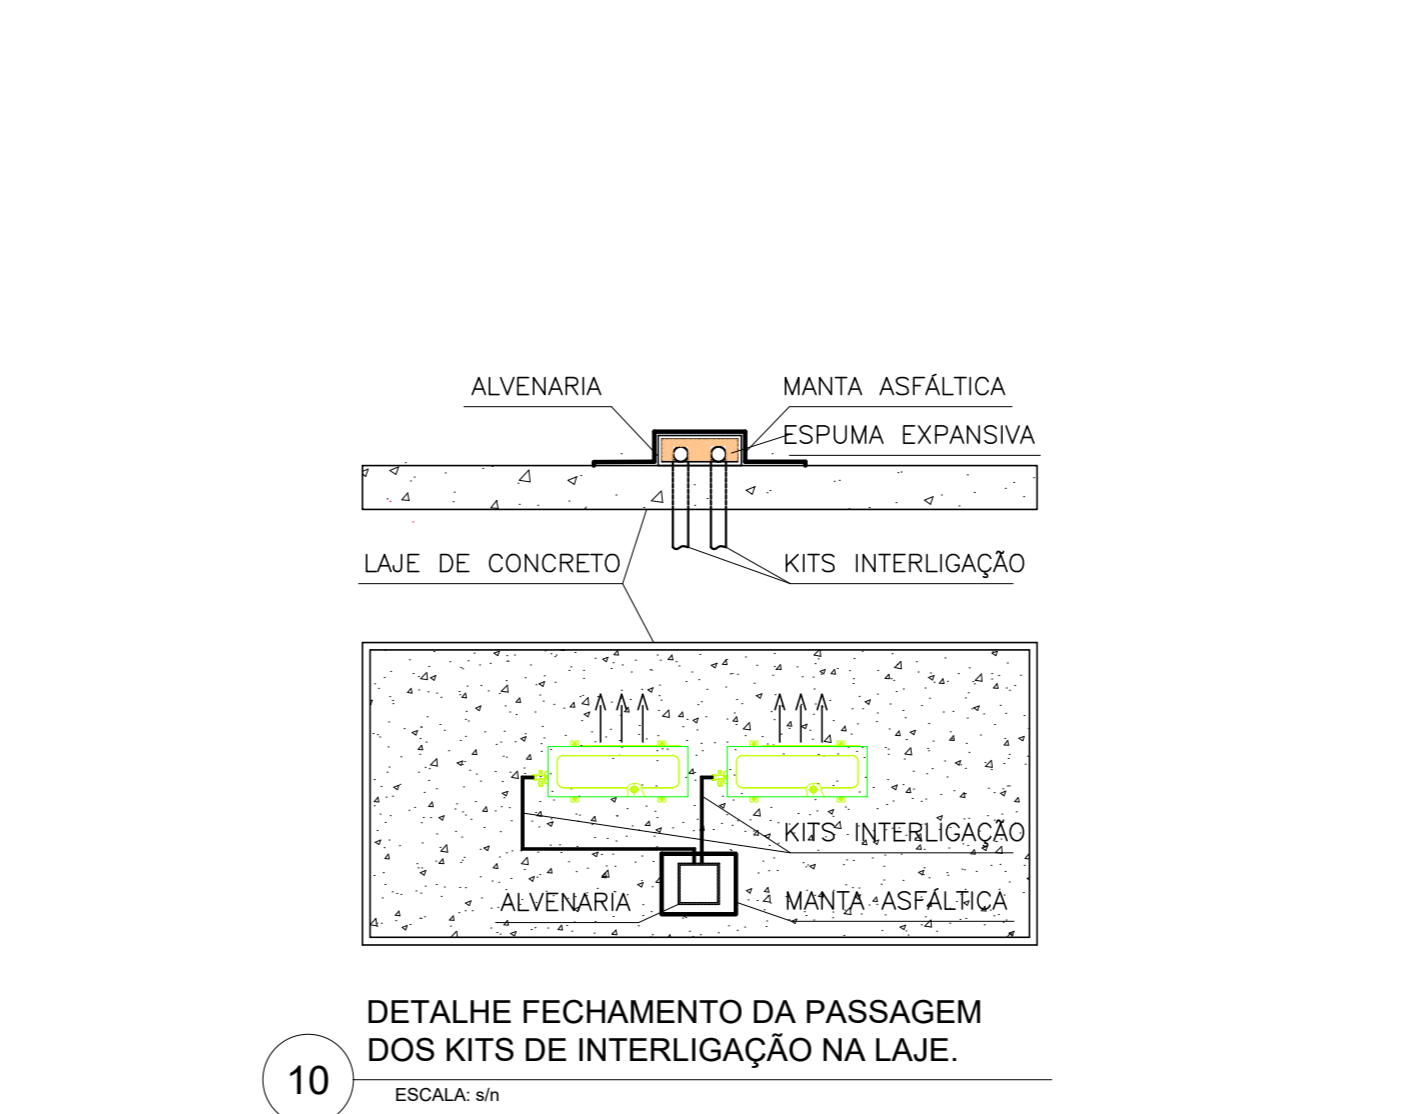 ALVENARIA
MANTA ASFÁLTICA
ESPUMA EXPANSIVA
LAJE DE CONCRETO
KITS INTERLIGAÇÃO
KITS INTERLIGAÇÃO
ALVENARIA
MANTA ASFÁLTICA
DETALHE FECHAMENTO DA PASSAGEM
DOS KITS DE INTERLIGAÇÃO NA LAJE.
10
ESCALA: s/n